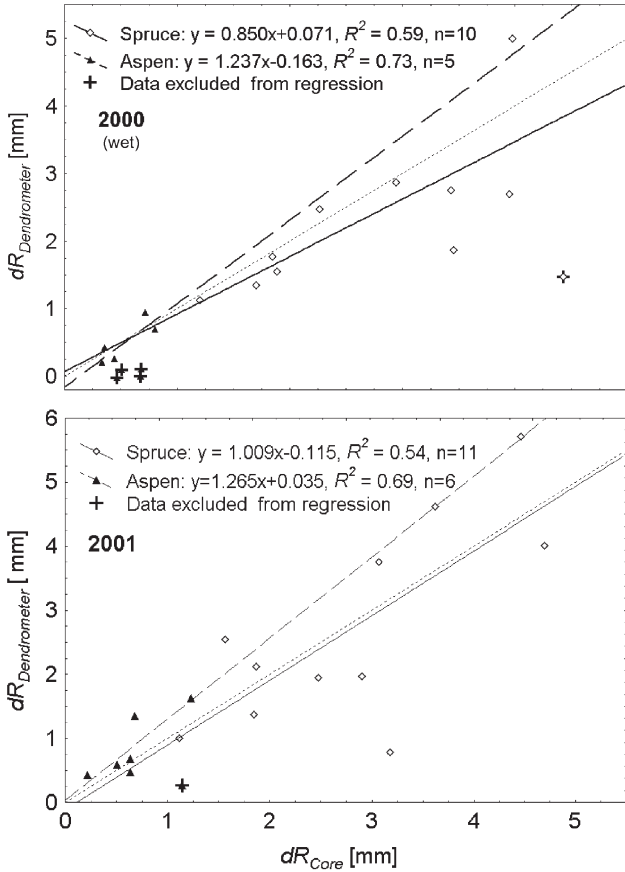 Spruce: y = 0.850x+0.071, R² = 0.59, n=10
Aspen: y = 1.237x-0.163, R² = 0.73, n=5
Data excluded from regression
2000
(wet)
dR_Dendrometer [mm]
5
4
3
2
1
0
Spruce: y = 1.009x-0.115, R² = 0.54, n=11
Aspen: y=1.265x+0.035, R² = 0.69, n=6
Data excluded from regression
2001
dR_Dendrometer [ mm]
6
5
4
3
2
1
0
0 1 2 3 4 5
dR_Core [mm]